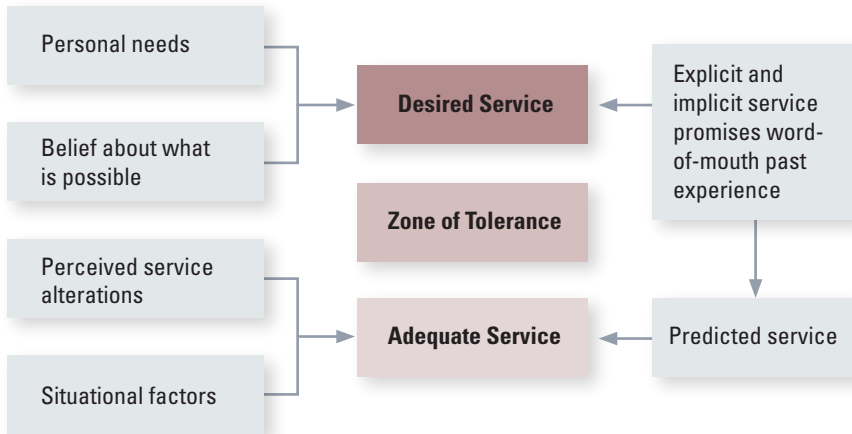 Personal needs
Belief about what
is possible
Perceived service
alterations
Situational factors
Desired Service
Zone of Tolerance
Adequate Service
Explicit and
implicit service
promises word-
of-mouth past
experience
Predicted service